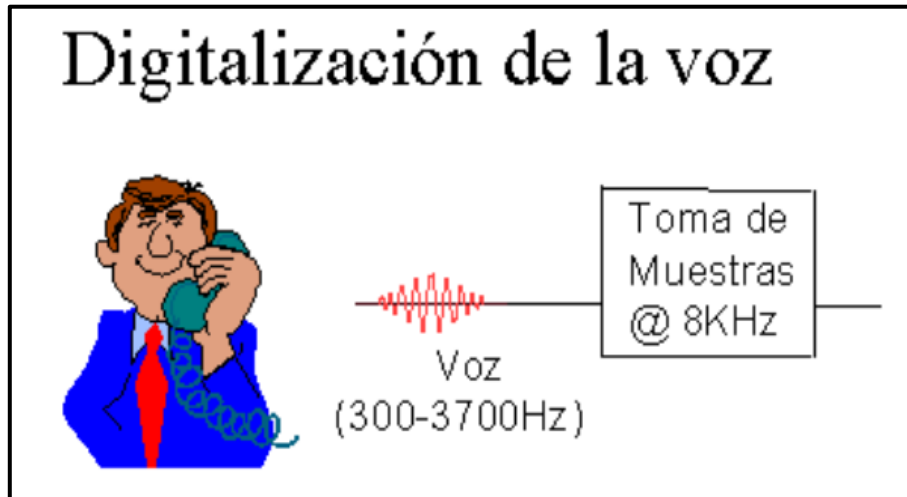 Digitalización de la voz
Toma de
Muestras
@ 8KHz
Voz
(300-3700Hz)